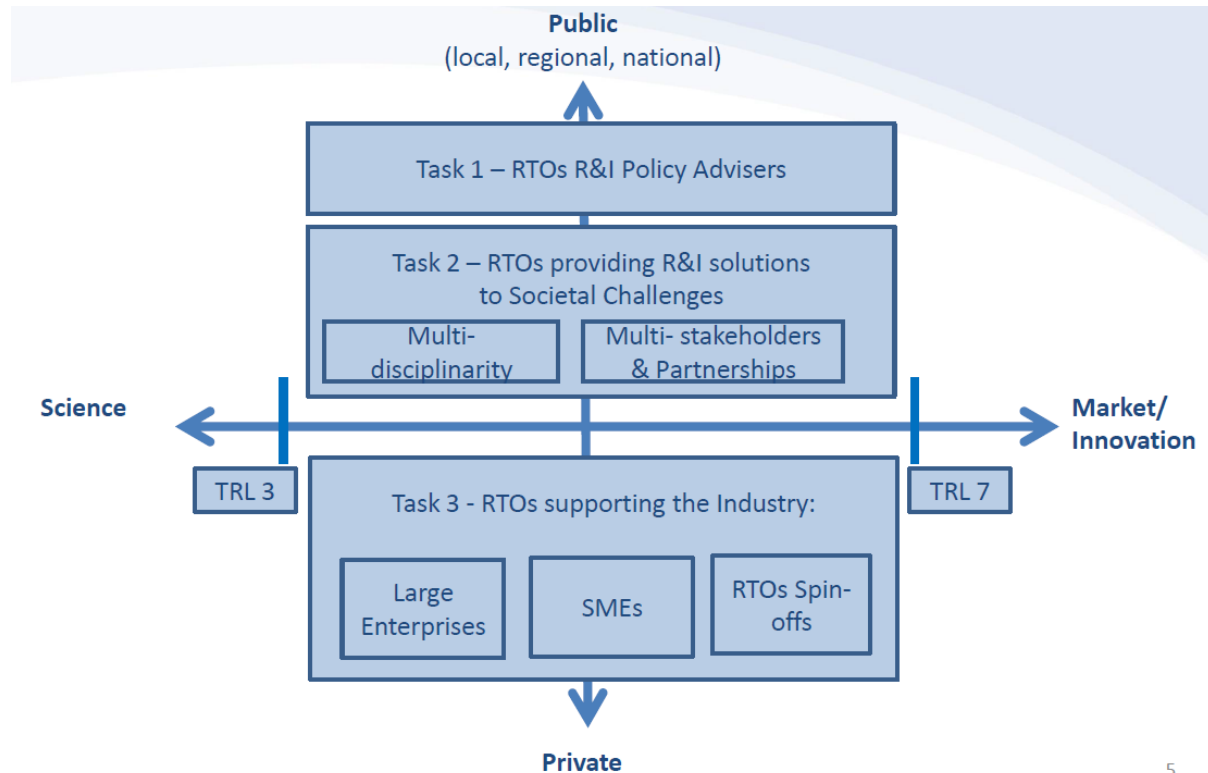 Public
(local, regional, national)
Task 1 – RTOs R&I Policy Advisers
Task 2 – RTOs providing R&I solutions
to Societal Challenges
Multi-
disciplinarity
Multi- stakeholders
& Partnerships
Science
Market/
Innovation
TRL 3
TRL 7
Task 3 - RTOs supporting the Industry:
Large
Enterprises
SMEs
RTOs Spin-
offs
Private
5